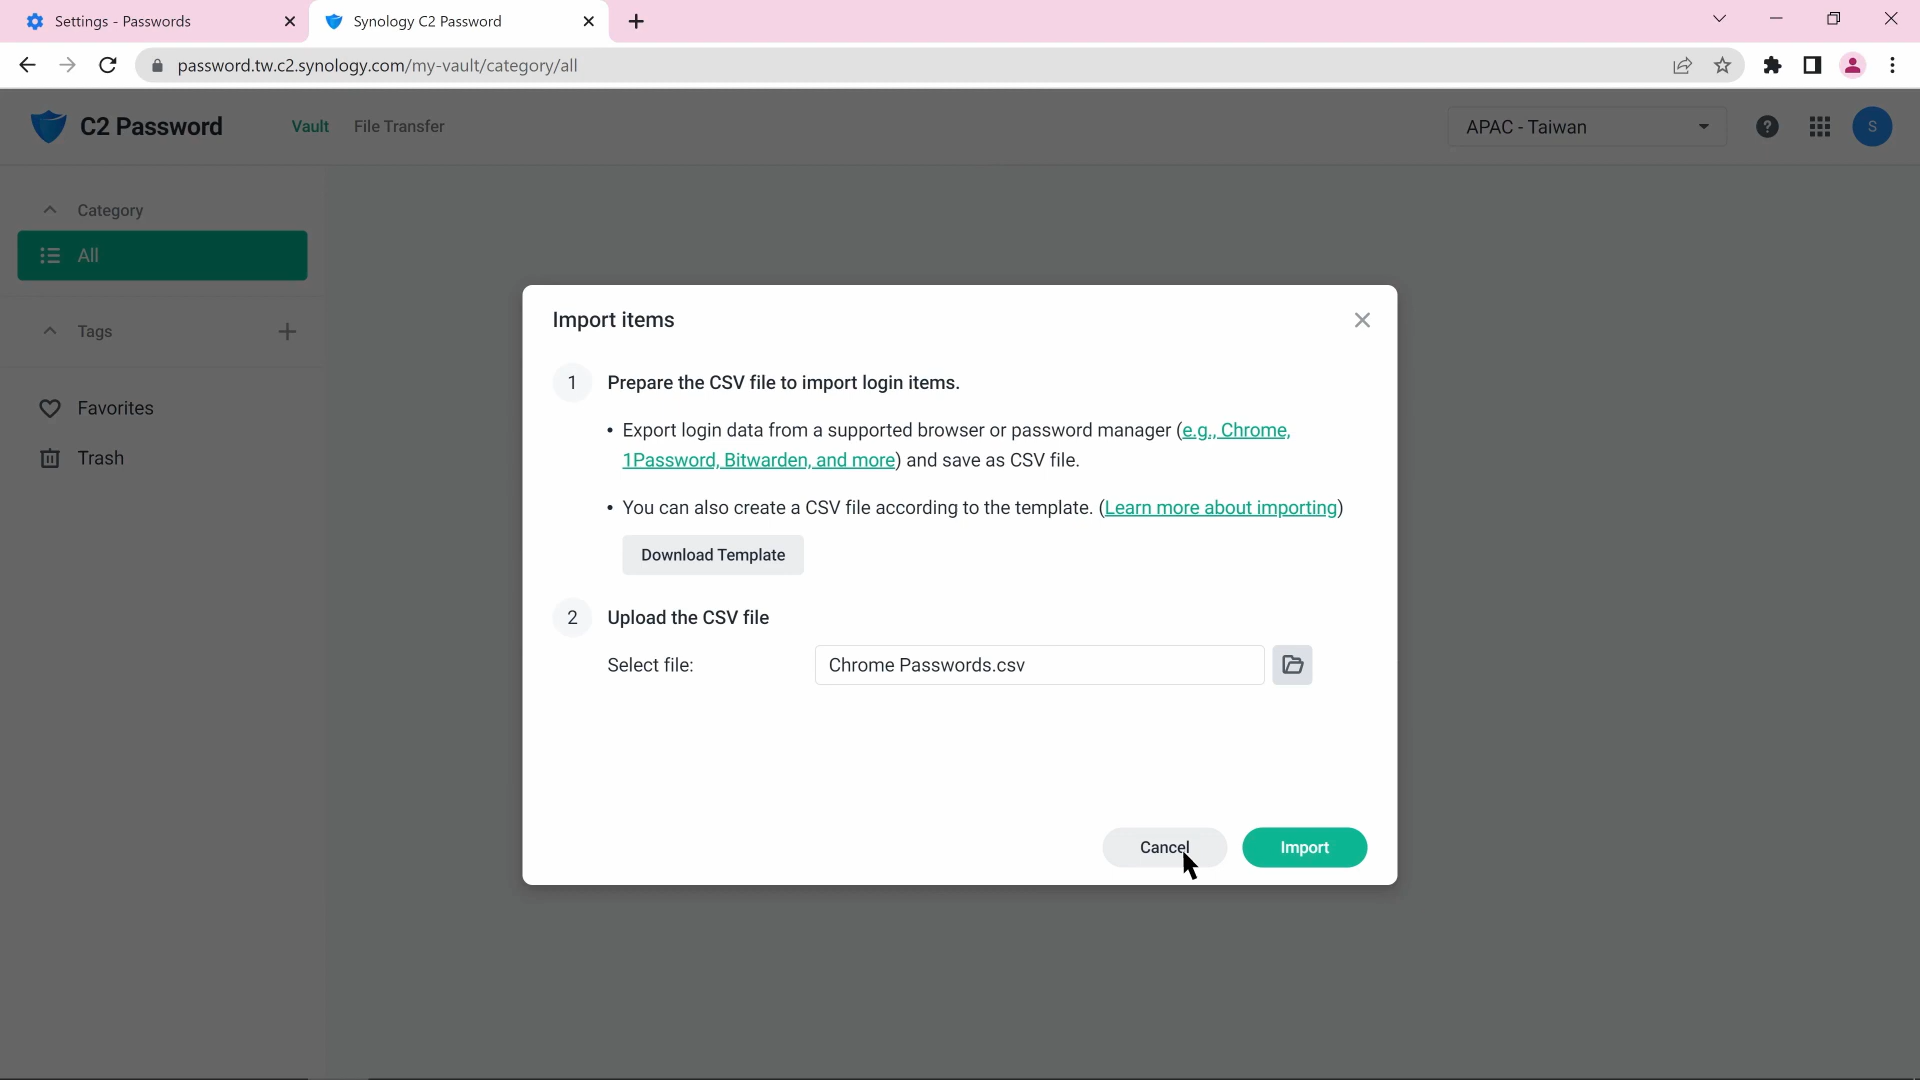 Settings - Passwords
Synology C2 Password
password.tw.c2.synology.com/my-vault/category/all
C2 Password
Vault
File Transfer
APAC - Taiwan
?
S
Category
All
Tags
Favorites
Trash
Import items
1 Prepare the CSV file to import login items.
• Export login data from a supported browser or password manager (e.g., Chrome,
1Password, Bitwarden, and more) and save as CSV file.
• You can also create a CSV file according to the template. (Learn more about importing)
Download Template
2 Upload the CSV file
Select file: Chrome Passwords.csv
Cancel
Import